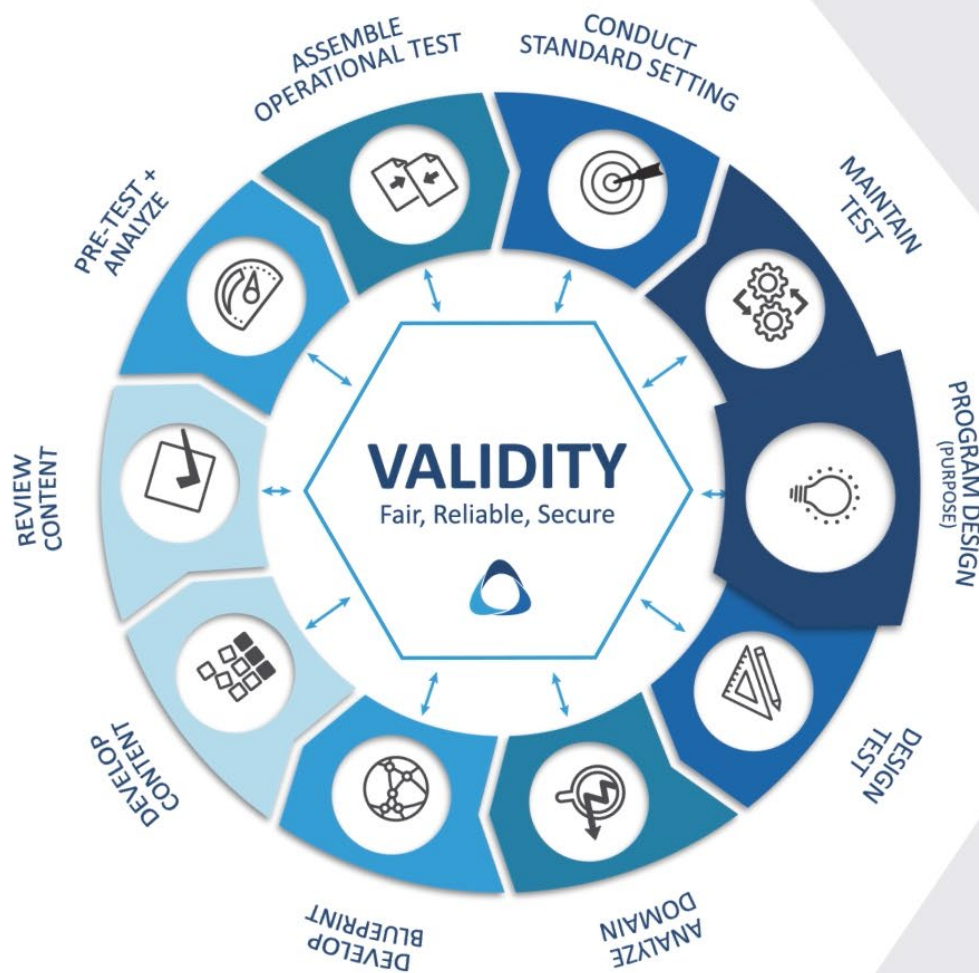 ASSEMBLE
OPERATIONAL TEST
CONDUCT
STANDARD SETTING
MAINTAIN
TEST
PROGRAM DESIGN
(PURPOSE)
DESIGN
TEST
ANALYZE
DOMAIN
DEVELOP
BLUEPRINT
DEVELOP
CONTENT
REVIEW
CONTENT
PRE-TEST +
ANALYZE
VALIDITY
Fair, Reliable, Secure